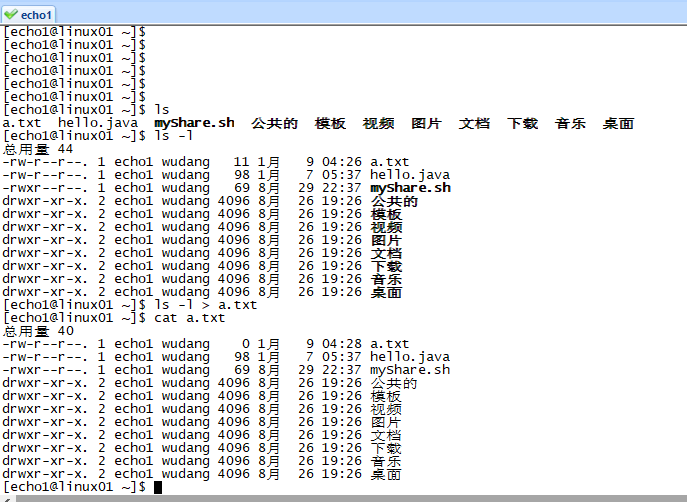 echo1
[echo1@linux01 ~]$
[echo1@linux01 ~]$
[echo1@linux01 ~]$
[echo1@linux01 ~]$
[echo1@linux01 ~]$
[echo1@linux01 ~]$
[echo1@linux01 ~]$ ls
a.txt  hello.java  myShare.sh  公共的  模板  视频  图片  文档  下载  音乐  桌面
[echo1@linux01 ~]$ ls -l
总用量 44
-rw-r--r--. 1 echo1 wudang   11 1月   9 04:26 a.txt
-rw-r--r--. 1 echo1 wudang   98 1月   7 05:37 hello.java
-rwxr--r--. 1 echo1 wudang   69 8月  29 22:37 myShare.sh
drwxr-xr-x. 2 echo1 wudang 4096 8月  26 19:26 公共的
drwxr-xr-x. 2 echo1 wudang 4096 8月  26 19:26 模板
drwxr-xr-x. 2 echo1 wudang 4096 8月  26 19:26 视频
drwxr-xr-x. 2 echo1 wudang 4096 8月  26 19:26 图片
drwxr-xr-x. 2 echo1 wudang 4096 8月  26 19:26 文档
drwxr-xr-x. 2 echo1 wudang 4096 8月  26 19:26 下载
drwxr-xr-x. 2 echo1 wudang 4096 8月  26 19:26 音乐
drwxr-xr-x. 2 echo1 wudang 4096 8月  26 19:26 桌面
[echo1@linux01 ~]$ ls -l > a.txt
[echo1@linux01 ~]$ cat a.txt
总用量 40
-rw-r--r--. 1 echo1 wudang    0 1月   9 04:28 a.txt
-rw-r--r--. 1 echo1 wudang   98 1月   7 05:37 hello.java
-rwxr--r--. 1 echo1 wudang   69 8月  29 22:37 myShare.sh
drwxr-xr-x. 2 echo1 wudang 4096 8月  26 19:26 公共的
drwxr-xr-x. 2 echo1 wudang 4096 8月  26 19:26 模板
drwxr-xr-x. 2 echo1 wudang 4096 8月  26 19:26 视频
drwxr-xr-x. 2 echo1 wudang 4096 8月  26 19:26 图片
drwxr-xr-x. 2 echo1 wudang 4096 8月  26 19:26 文档
drwxr-xr-x. 2 echo1 wudang 4096 8月  26 19:26 下载
drwxr-xr-x. 2 echo1 wudang 4096 8月  26 19:26 音乐
drwxr-xr-x. 2 echo1 wudang 4096 8月  26 19:26 桌面
[echo1@linux01 ~]$